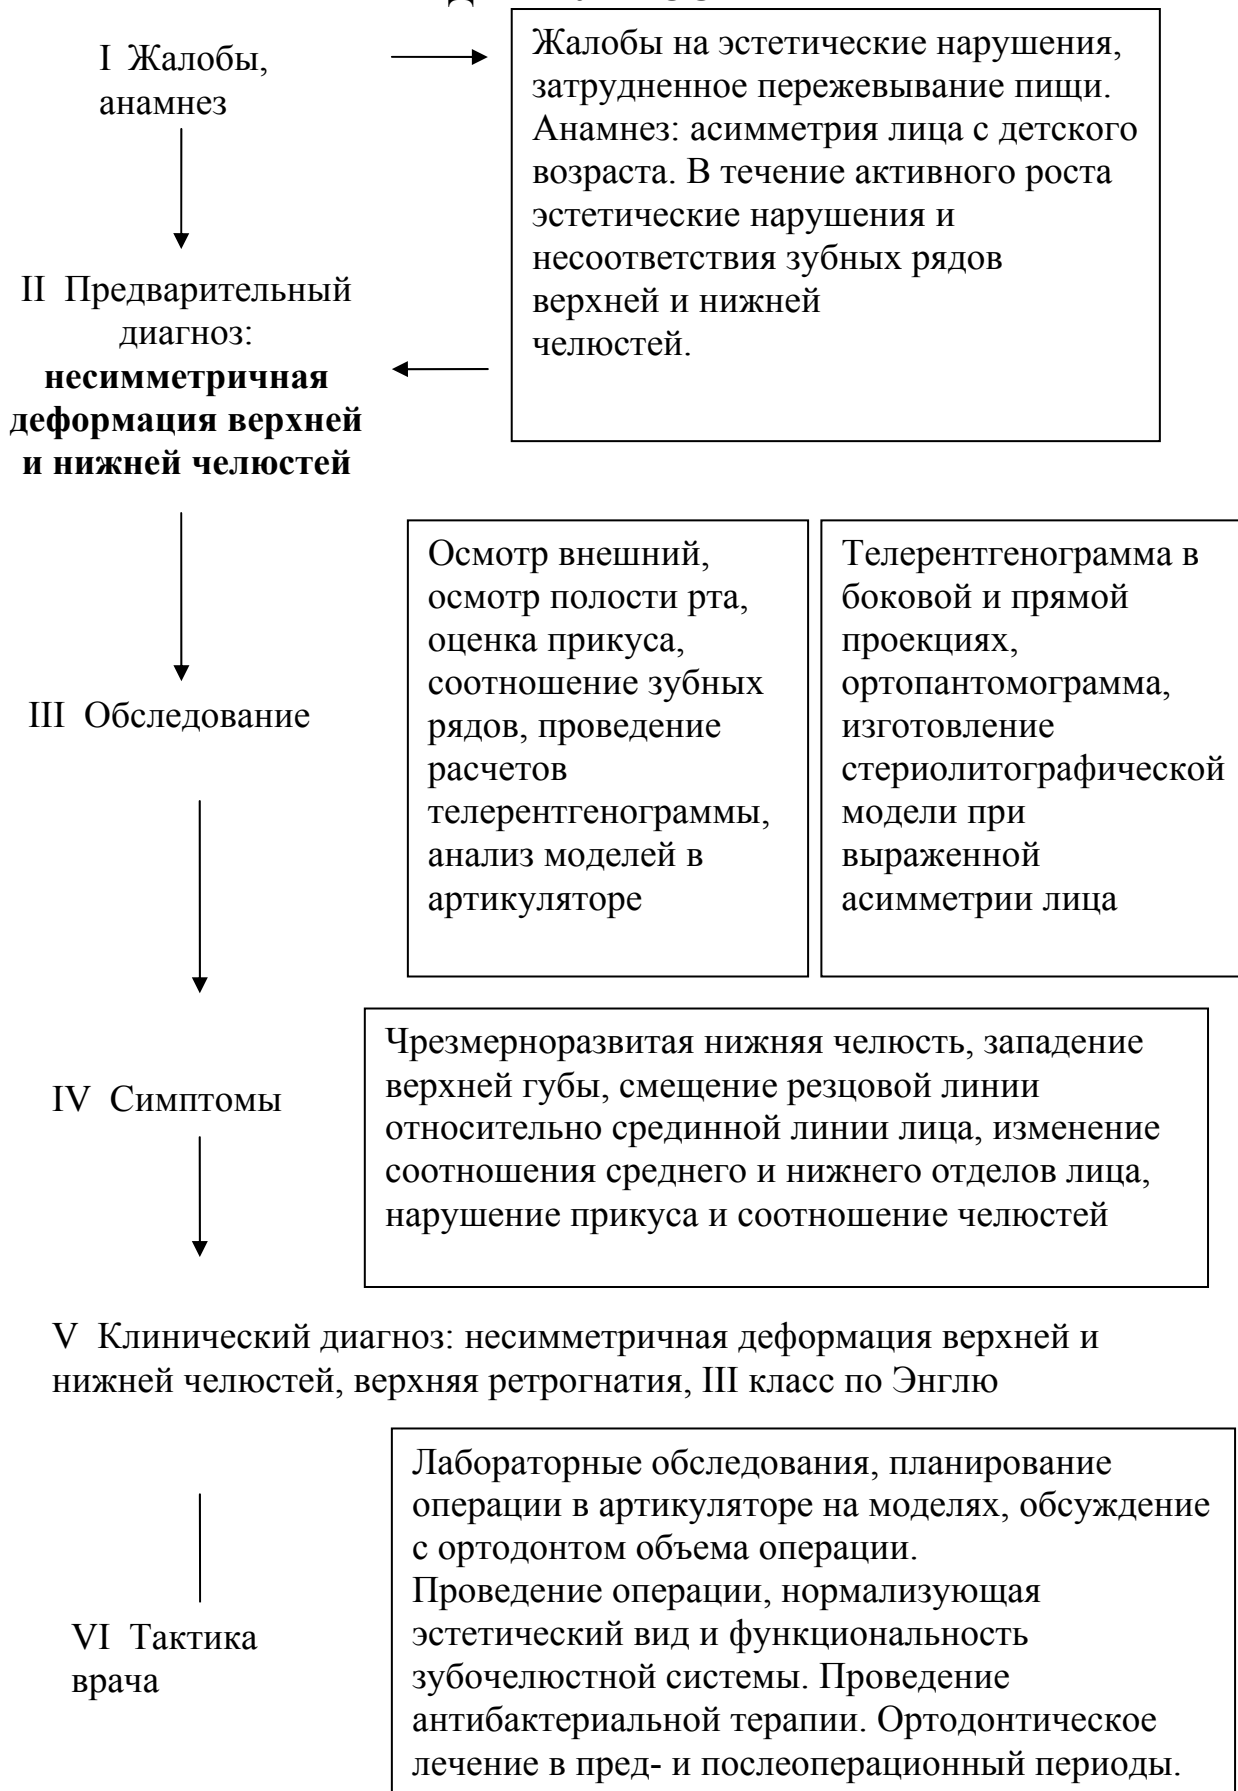 I Жалобы,
анамнез
Жалобы на эстетические нарушения,
затрудненное пережевывание пищи.
Анамнез: асимметрия лица с детского
возраста. В течение активного роста
эстетические нарушения и
несоответствия зубных рядов
верхней и нижней
челюстей.
II Предварительный
диагноз:
несимметричная
деформация верхней
и нижней челюстей
III Обследование
Осмотр внешний,
осмотр полости рта,
оценка прикуса,
соотношение зубных
рядов, проведение
расчетов
телерентгенограммы,
анализ моделей в
артикуляторе
Телерентгенограмма в
боковой и прямой
проекциях,
ортопантомограмма,
изготовление
стериолитографической
модели при
выраженной
асимметрии лица
IV Симптомы
Чрезмерноразвитая нижняя челюсть, западение
верхней губы, смещение резцовой линии
относительно срединной линии лица, изменение
соотношения среднего и нижнего отделов лица,
нарушение прикуса и соотношение челюстей
V Клинический диагноз: несимметричная деформация верхней и
нижней челюстей, верхняя ретрогнатия, III класс по Энглю
VI Тактика
врача
Лабораторные обследования, планирование
операции в артикуляторе на моделях, обсуждение
с ортодонтом объема операции.
Проведение операции, нормализующая
эстетический вид и функциональность
зубочелюстной системы. Проведение
антибактериальной терапии. Ортодонтическое
лечение в пред- и послеоперационный периоды.